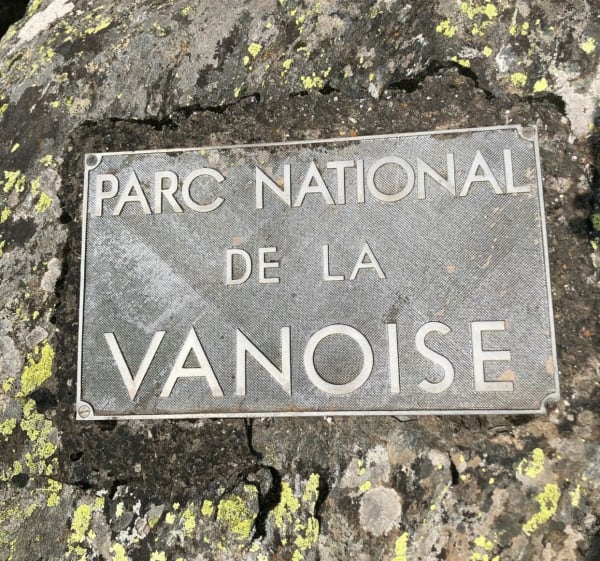 PARC NATIONAL
DE LA
VANOISE